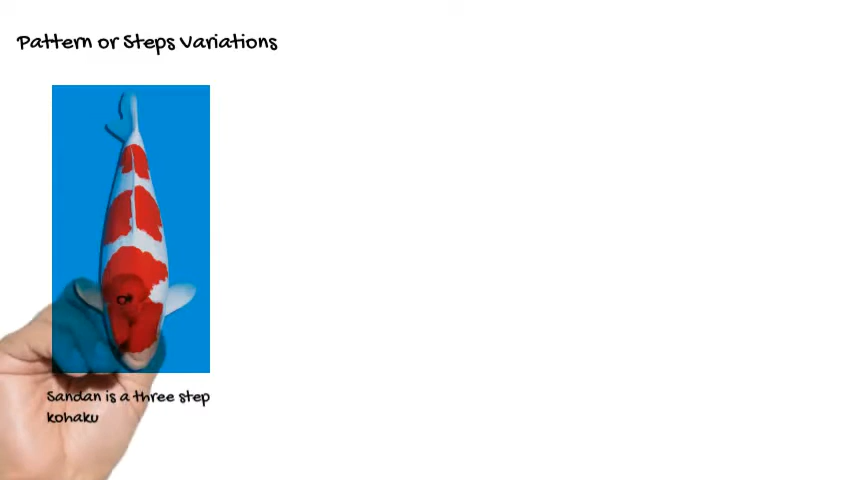 Pattern or Steps Variations
Sandan is a three step
kohaku